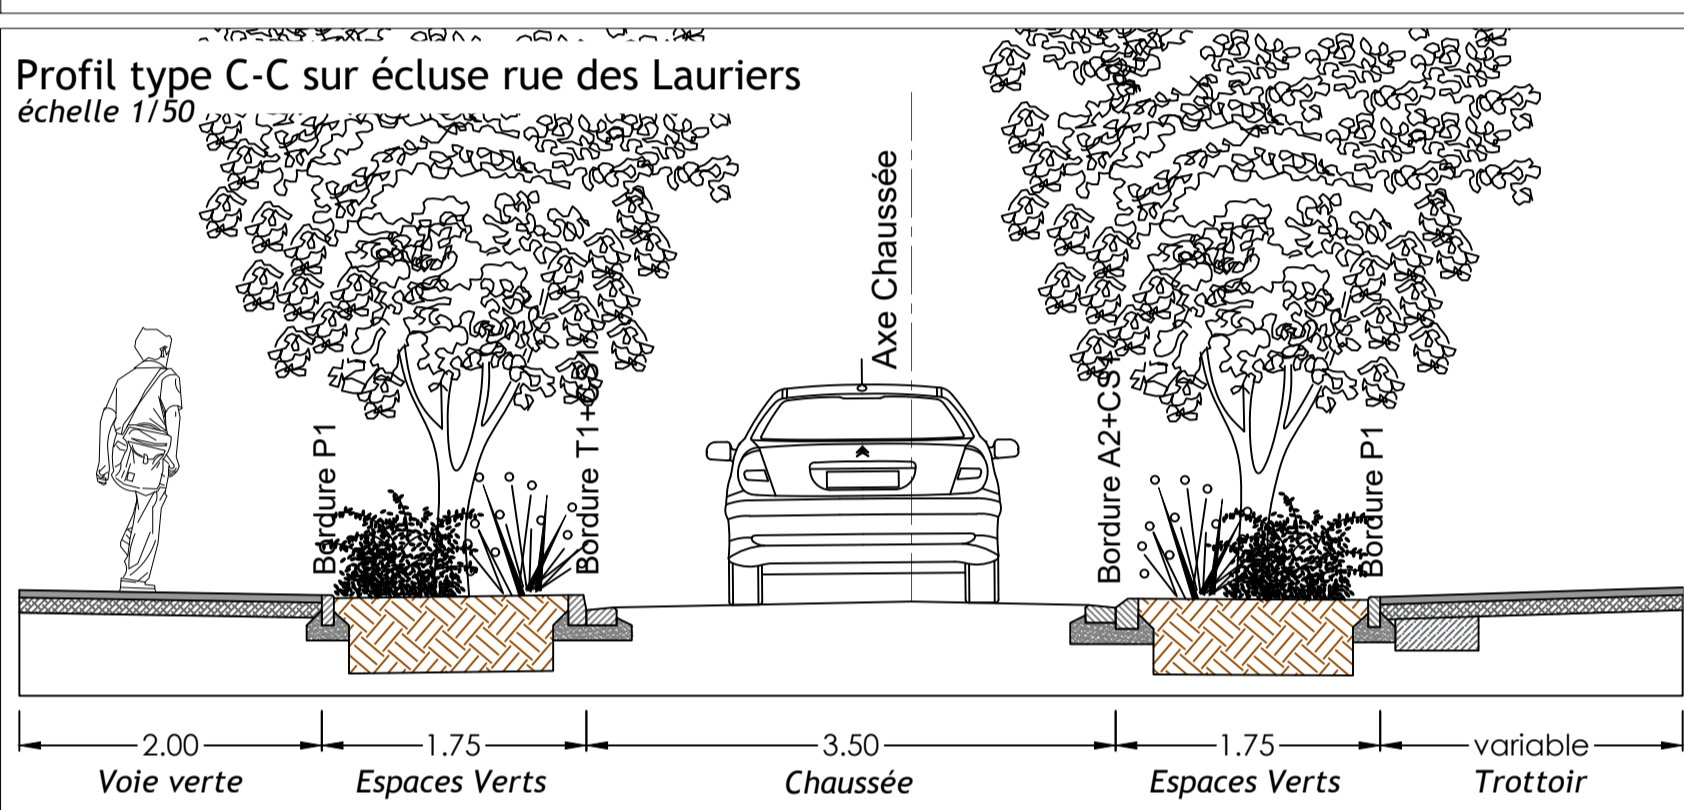 Profil type C-C sur écluse rue des Lauriers
échelle 1/50
Axe Chaussée
Bordure P1
Bordure T1+CS1
Bordure A2+CS1
Bordure P1
2.00
1.75
3.50
1.75
variable
Voie verte
Espaces Verts
Chaussée
Espaces Verts
Trottoir